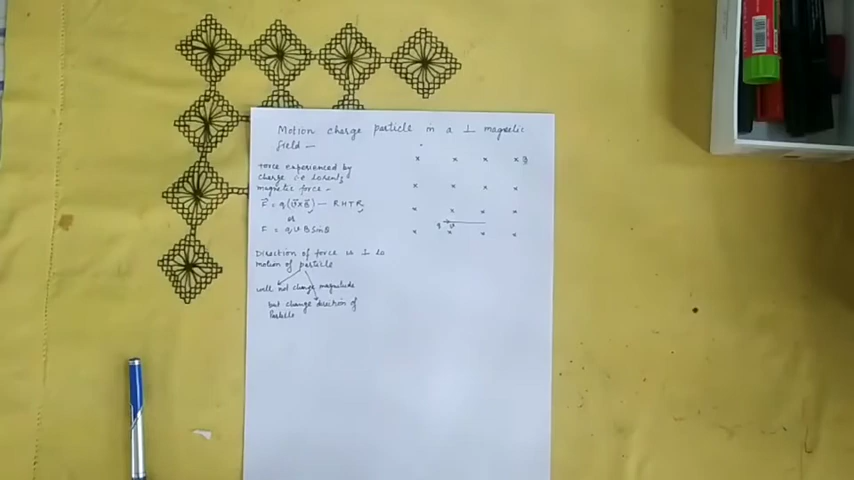 Motion charge particle in a ⊥ magnetic
field —
force experienced by
charge i.e Lorentz
magnetic force -
F⃗ = q(v⃗×B⃗) — RHTR
or
F = qvBsinθ
Direction of force is ⊥ to
motion of particle
will not change magnitude
but change direction of
Particle
x x x x B
x x x x
x x x x
q v
x x x x